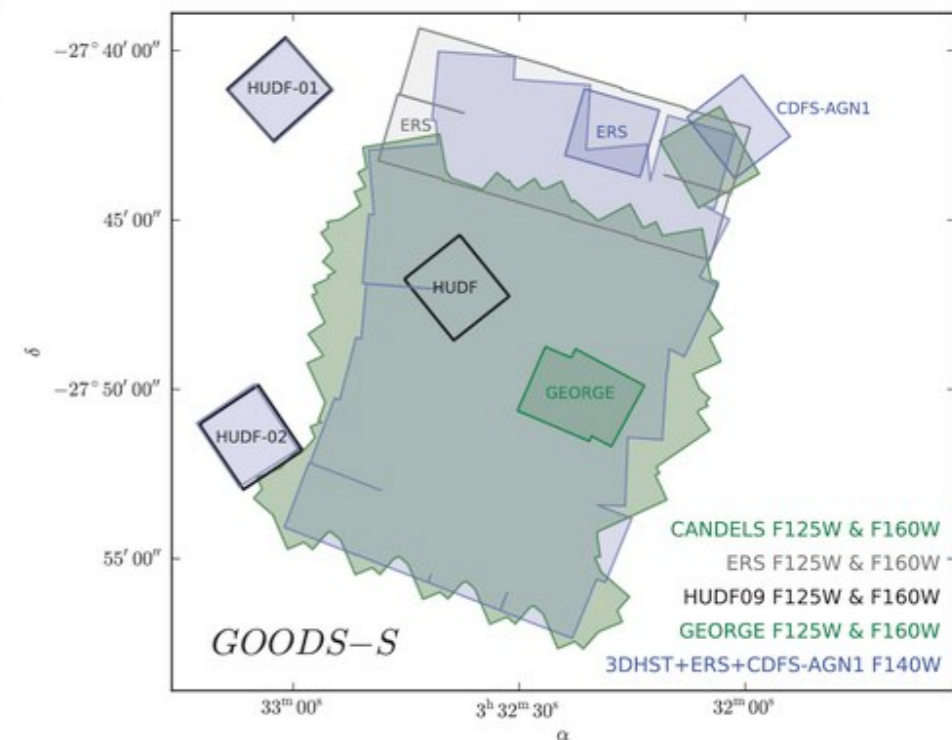 −27° 40′ 00″
HUDF-01
CDFS-AGN1
ERS
ERS
45′ 00″
HUDF
δ
−27° 50′ 00″
GEORGE
HUDF-02
CANDELS F125W & F160W
55′ 00″
ERS F125W & F160W
HUDF09 F125W & F160W
GEORGE F125W & F160W
GOODS−S
3DHST+ERS+CDFS-AGN1 F140W
33ᵐ 00ˢ
3ʰ 32ᵐ 30ˢ
32ᵐ 00ˢ
α